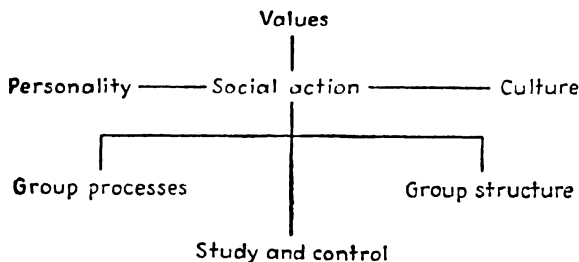 Values
Personality Social action Culture
Group processes Group structure
Study and control